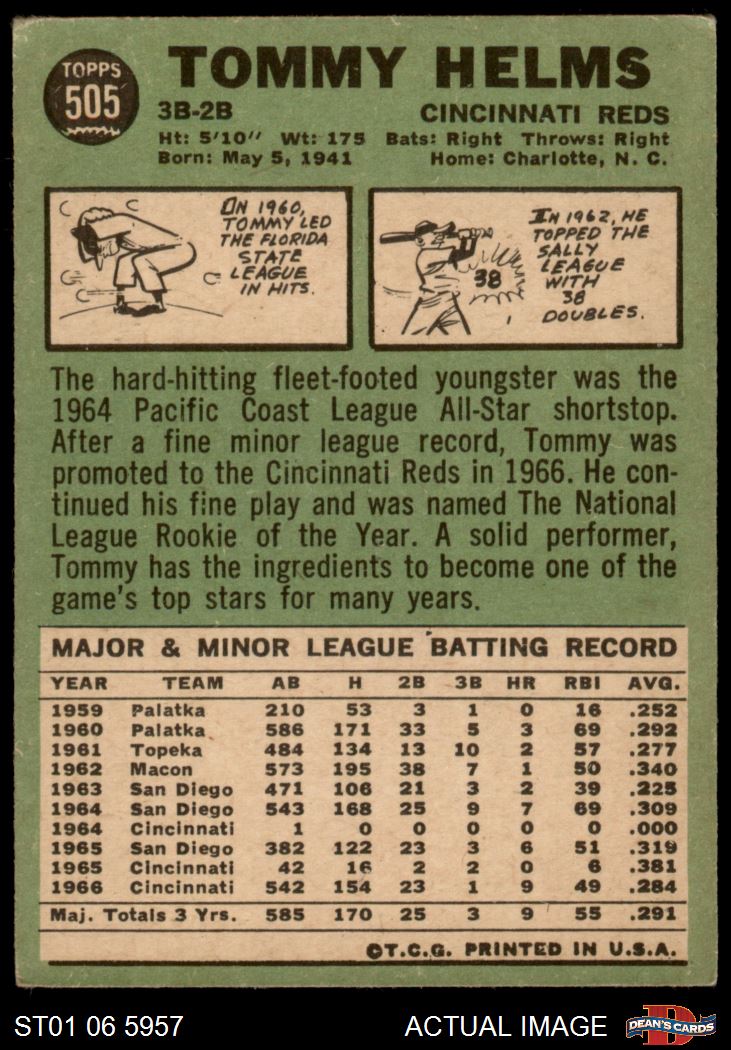 TOPPS
505
TOMMY HELMS
3B-2B CINCINNATI REDS
Ht: 5'10" Wt: 175 Bats: Right Throws: Right
Born: May 5, 1941 Home: Charlotte, N. C.
ON 1960,
TOMMY LED
THE FLORIDA
STATE
LEAGUE
IN HITS.
IN 1962, HE
TOPPED THE
SALLY
LEAGUE
WITH
38
DOUBLES.
38
The hard-hitting fleet-footed youngster was the
1964 Pacific Coast League All-Star shortstop.
After a fine minor league record, Tommy was
promoted to the Cincinnati Reds in 1966. He con-
tinued his fine play and was named The National
League Rookie of the Year. A solid performer,
Tommy has the ingredients to become one of the
game's top stars for many years.
MAJOR & MINOR LEAGUE BATTING RECORD
YEAR TEAM AB H 2B 3B HR RBI AVG.
1959 Palatka 210 53 3 1 0 16 .252
1960 Palatka 586 171 33 5 3 69 .292
1961 Topeka 484 134 13 10 2 57 .277
1962 Macon 573 195 38 7 1 50 .340
1963 San Diego 471 106 21 3 2 39 .225
1964 San Diego 543 168 25 9 7 69 .309
1964 Cincinnati 1 0 0 0 0 0 .000
1965 San Diego 382 122 23 3 6 51 .319
1965 Cincinnati 42 16 2 2 0 6 .381
1966 Cincinnati 542 154 23 1 9 49 .284
Maj. Totals 3 Yrs. 585 170 25 3 9 55 .291
©T.C.G. PRINTED IN U.S.A.
ST01 06 5957 ACTUAL IMAGE
D
DEAN'S CARDS